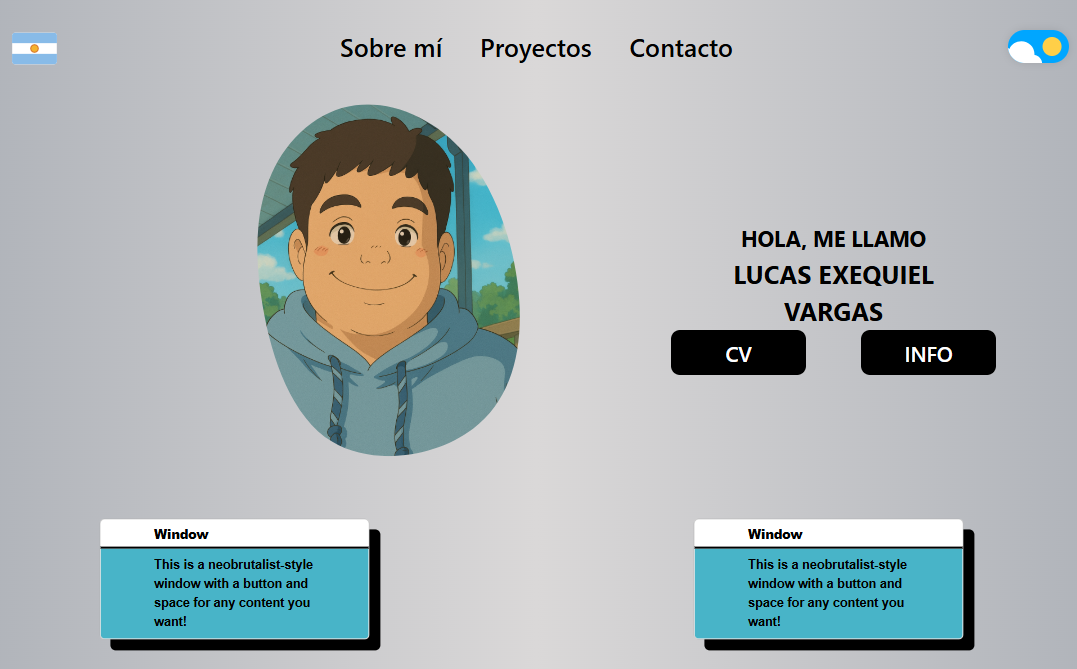 Sobre mí Proyectos Contacto
HOLA, ME LLAMO
LUCAS EXEQUIEL
VARGAS
CV INFO
Window
This is a neobrutalist-style
window with a button and
space for any content you
want!
Window
This is a neobrutalist-style
window with a button and
space for any content you
want!